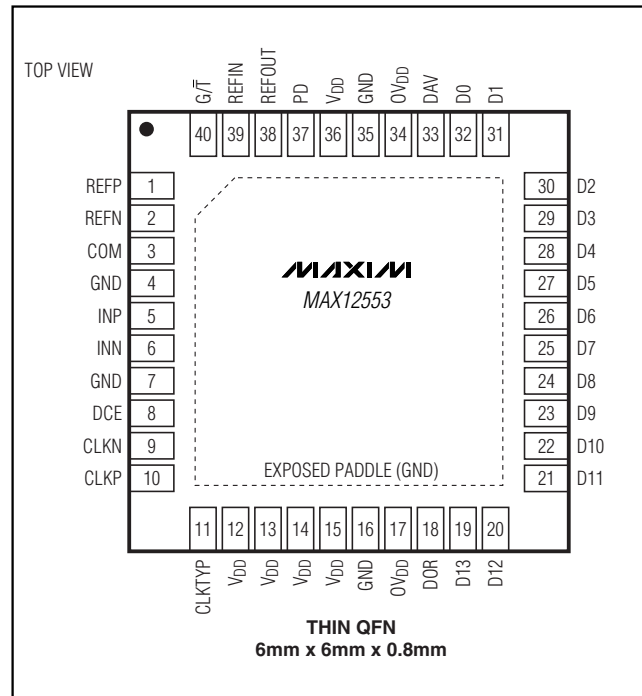 TOP VIEW
G/T̅
REFIN
REFOUT
PD
VDD
GND
OVDD
DAV
D0
D1
40 39 38 37 36 35 34 33 32 31
REFP 1
REFN 2
COM 3
GND 4
INP 5
INN 6
GND 7
DCE 8
CLKN 9
CLKP 10
MAXIM
MAX12553
EXPOSED PADDLE (GND)
30 D2
29 D3
28 D4
27 D5
26 D6
25 D7
24 D8
23 D9
22 D10
21 D11
11 12 13 14 15 16 17 18 19 20
CLKTYP
VDD
VDD
VDD
VDD
GND
OVDD
DOR
D13
D12
THIN QFN
6mm x 6mm x 0.8mm